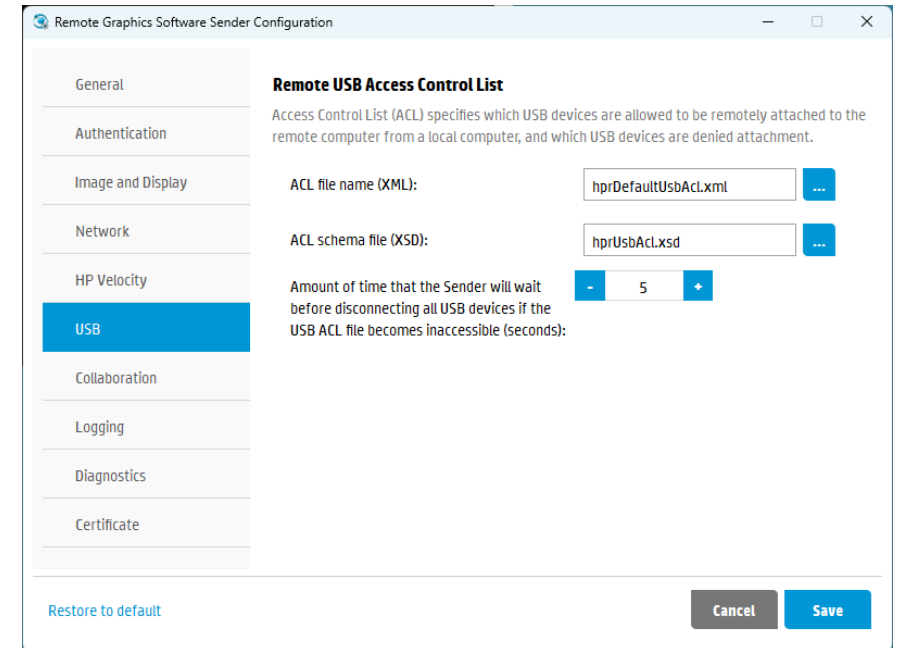 Remote Graphics Software Sender Configuration
General
Authentication
Image and Display
Network
HP Velocity
USB
Collaboration
Logging
Diagnostics
Certificate
Remote USB Access Control List
Access Control List (ACL) specifies which USB devices are allowed to be remotely attached to the
remote computer from a local computer, and which USB devices are denied attachment.
ACL file name (XML):
hprDefaultUsbAcl.xml
...
ACL schema file (XSD):
hprUsbAcl.xsd
...
Amount of time that the Sender will wait
before disconnecting all USB devices if the
USB ACL file becomes inaccessible (seconds):
- 5 +
Restore to default
Cancel
Save